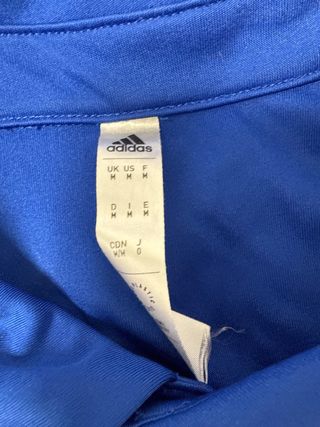 adidas
UK US F
M M M
D I E
M M M
CDN J
M/M O